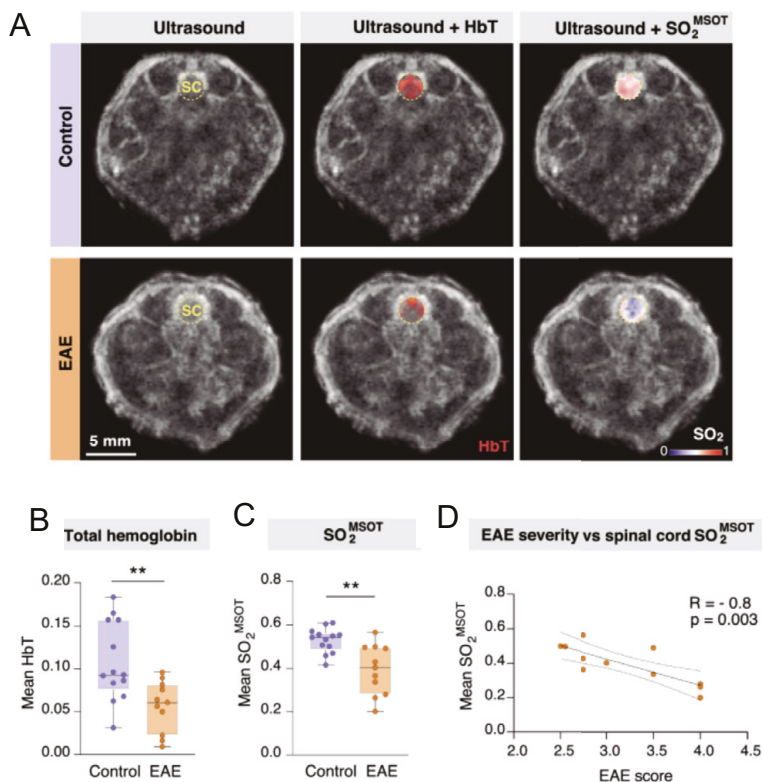 A
Ultrasound
Ultrasound + HbT
Ultrasound + SO₂ᴹˢᴼᵀ
Control
SC
EAE
SC
5 mm
HbT
SO₂
0 1
B
Total hemoglobin
**
Mean HbT
0.20
0.15
0.10
0.05
0.00
Control EAE
C
SO₂ᴹˢᴼᵀ
**
Mean SO₂ᴹˢᴼᵀ
0.8
0.6
0.4
0.2
0.0
Control EAE
D
EAE severity vs spinal cord SO₂ᴹˢᴼᵀ
R = - 0.8
p = 0.003
Mean SO₂ᴹˢᴼᵀ
0.8
0.6
0.4
0.2
0.0
2.0 2.5 3.0 3.5 4.0 4.5
EAE score